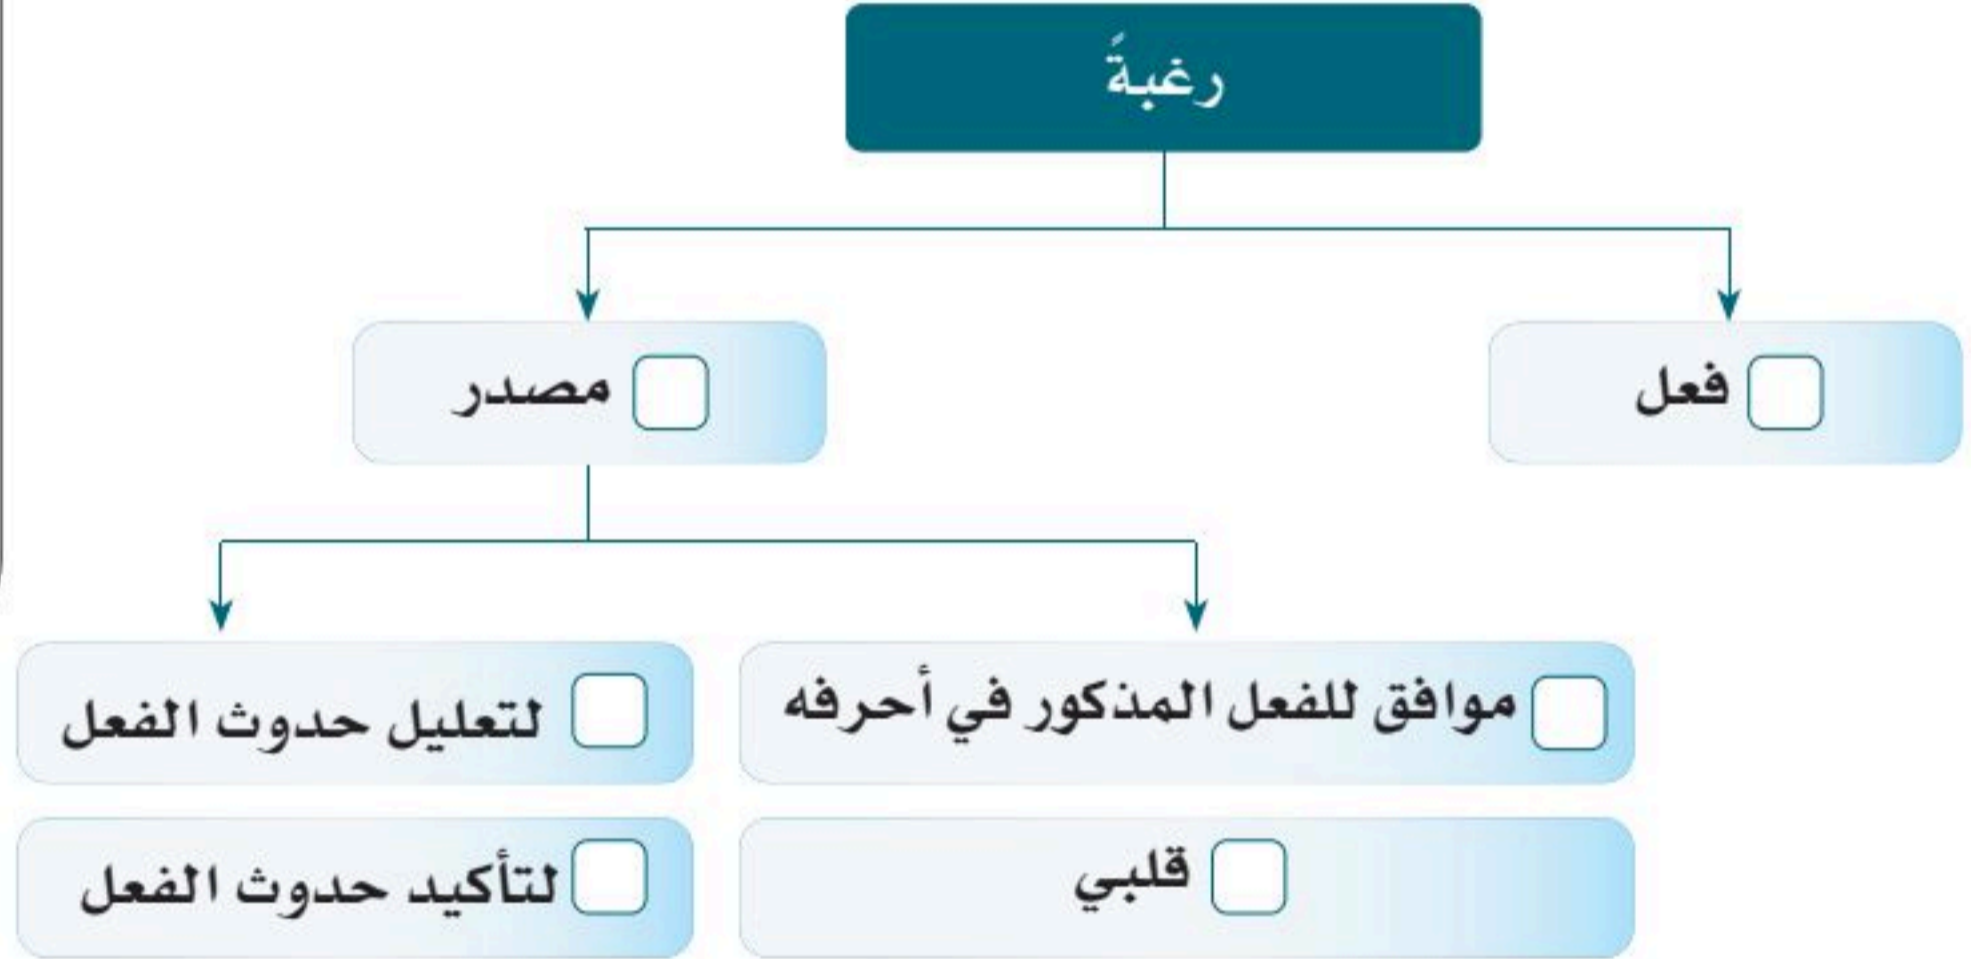 رغبةً
فعل
مصدر
موافق للفعل المذكور في أحرفه
لتعليل حدوث الفعل
قلبي
لتأكيد حدوث الفعل